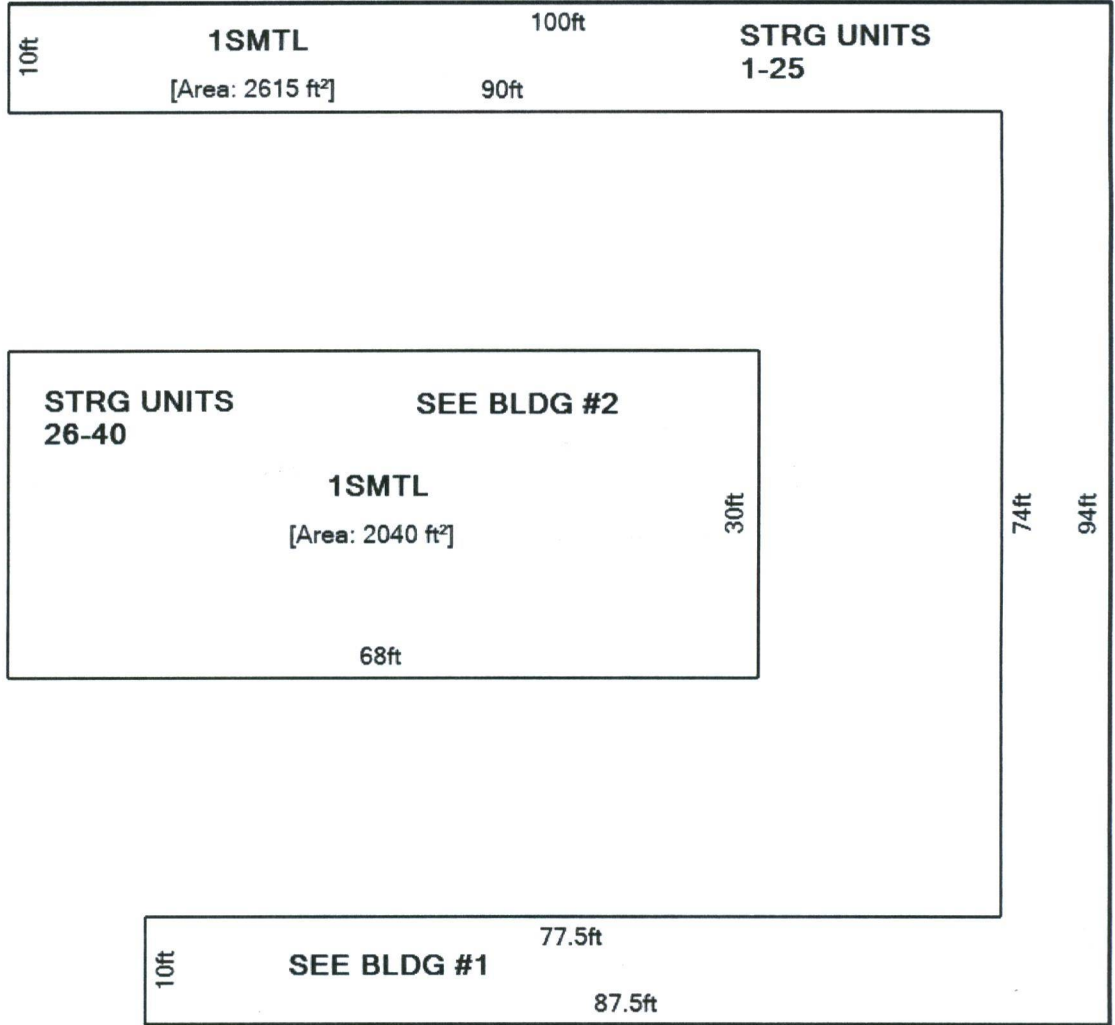 100ft
10ft
1SMTL
STRG UNITS
1-25
[Area: 2615 ft²]
90ft
STRG UNITS
26-40
SEE BLDG #2
1SMTL
[Area: 2040 ft²]
30ft
74ft
94ft
68ft
77.5ft
10ft
SEE BLDG #1
87.5ft